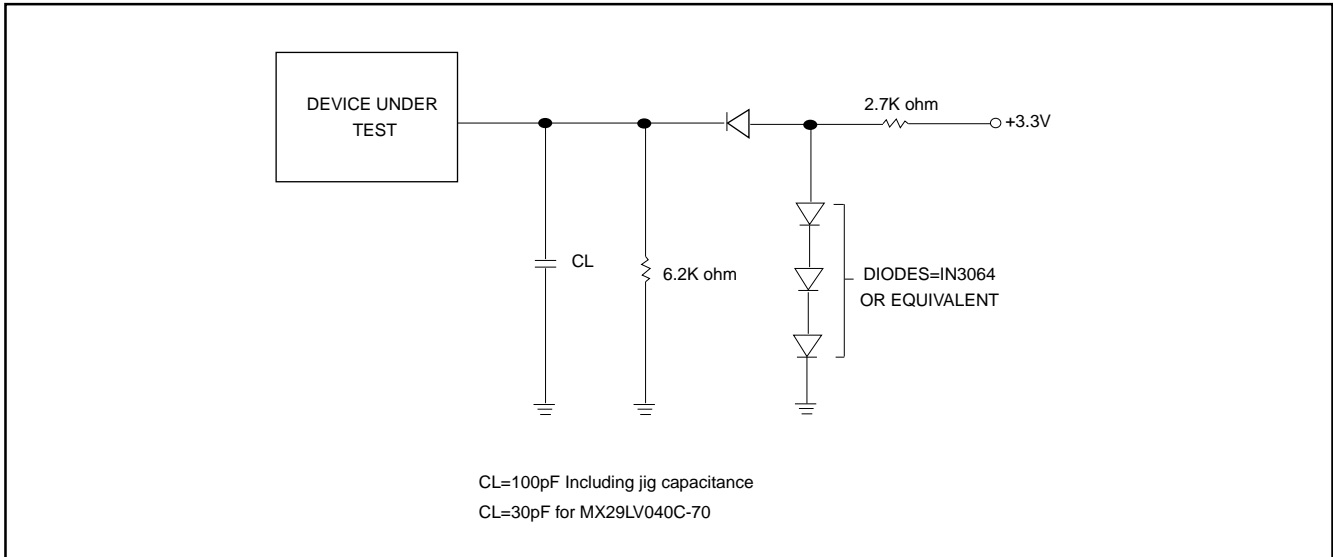 DEVICE UNDER
TEST
2.7K ohm
+3.3V
CL
6.2K ohm
DIODES=IN3064
OR EQUIVALENT
CL=100pF Including jig capacitance
CL=30pF for MX29LV040C-70